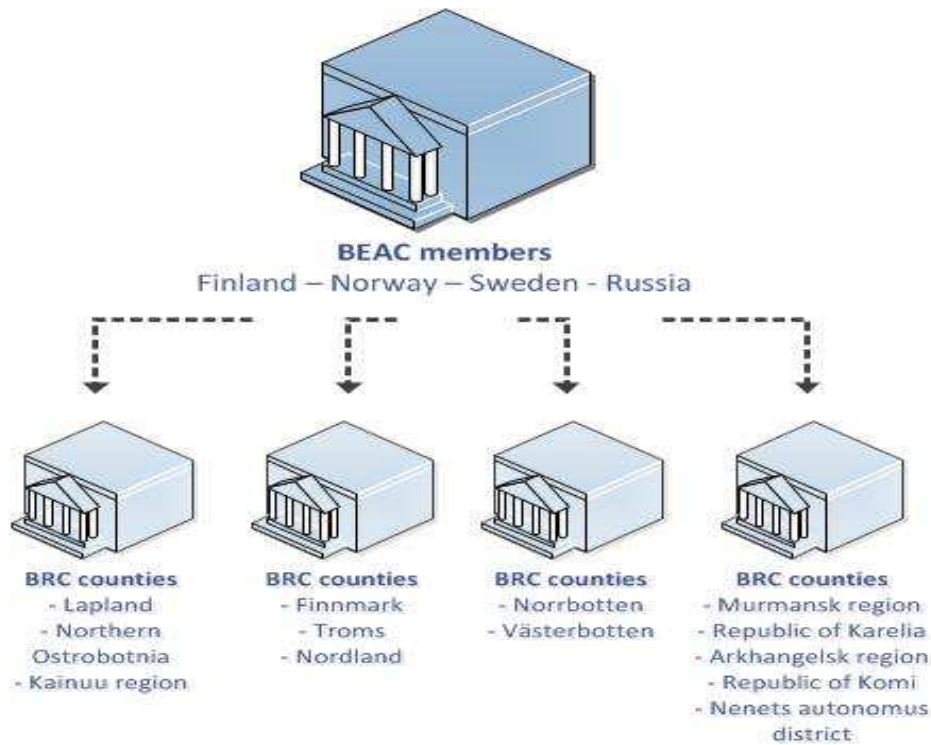 BEAC members
Finland – Norway – Sweden - Russia
BRC counties
- Lapland
- Northern
Ostrobotnia
- Kainuu region
BRC counties
- Finnmark
- Troms
- Nordland
BRC counties
- Norrbotten
- Västerbotten
BRC counties
- Murmansk region
- Republic of Karelia
- Arkhangelsk region
- Republic of Komi
- Nenets autonomus
district